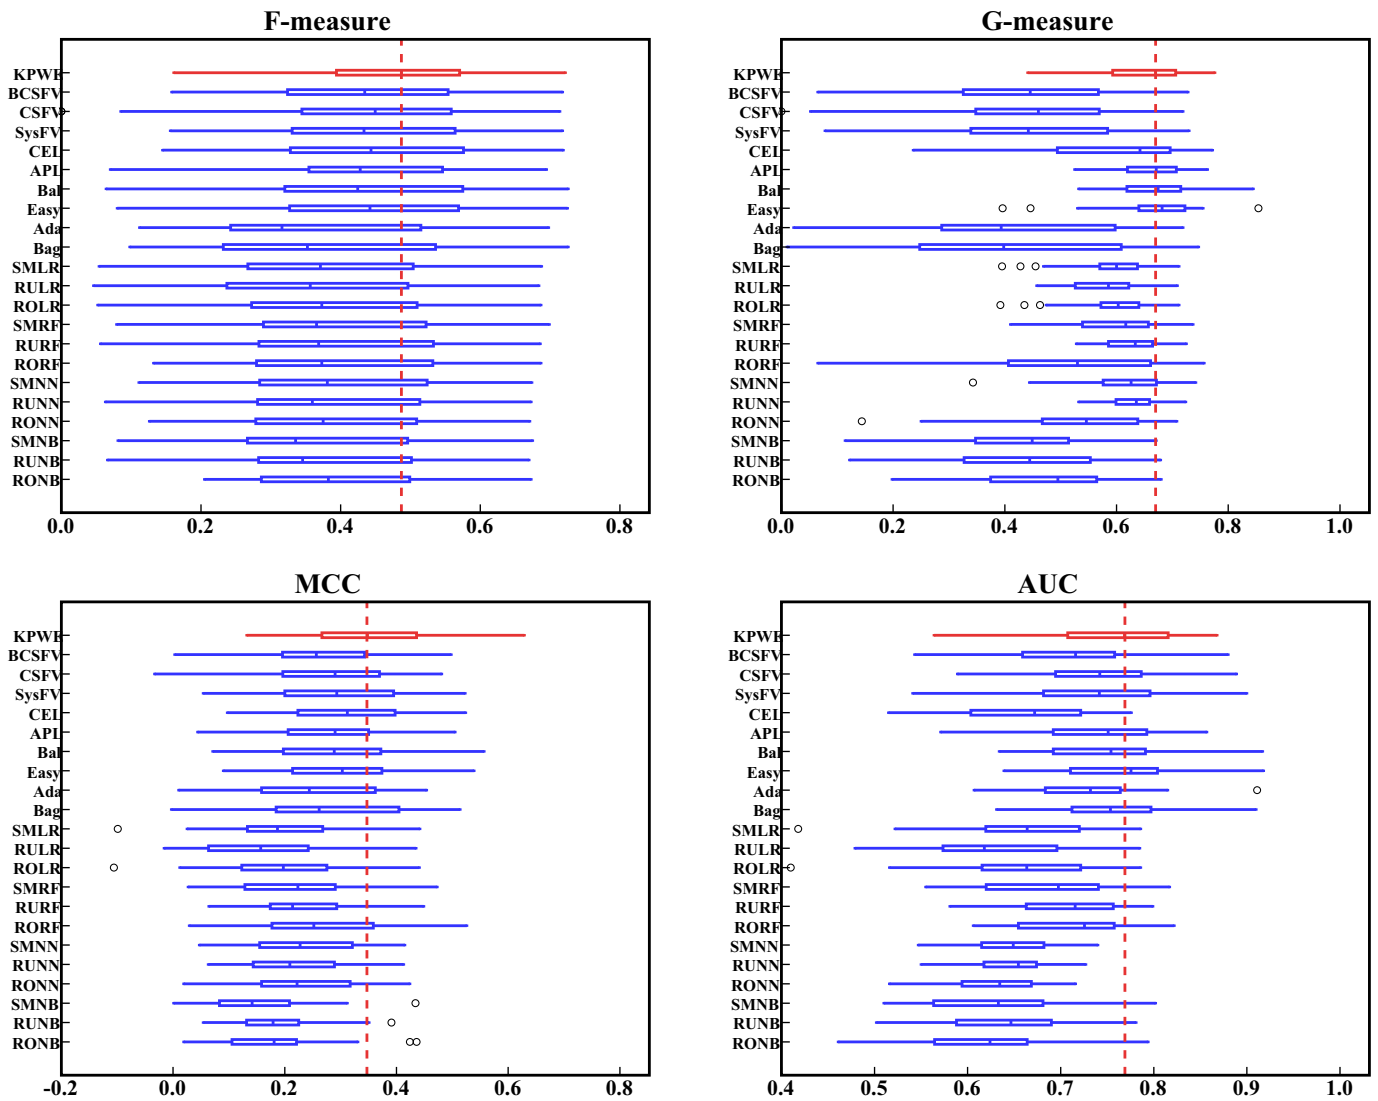 F-measure
KPWE
BCSFV
CSFV
SysFV
CEL
APL
Bal
Easy
Ada
Bag
SMLR
RULR
ROLR
SMRF
RURF
RORF
SMNN
RUNN
RONN
SMNB
RUNB
RONB
0.0 0.2 0.4 0.6 0.8
G-measure
KPWE
BCSFV
CSFV
SysFV
CEL
APL
Bal
Easy
Ada
Bag
SMLR
RULR
ROLR
SMRF
RURF
RORF
SMNN
RUNN
RONN
SMNB
RUNB
RONB
0.0 0.2 0.4 0.6 0.8 1.0
MCC
KPWE
BCSFV
CSFV
SysFV
CEL
APL
Bal
Easy
Ada
Bag
SMLR
RULR
ROLR
SMRF
RURF
RORF
SMNN
RUNN
RONN
SMNB
RUNB
RONB
-0.2 0.0 0.2 0.4 0.6 0.8
AUC
KPWE
BCSFV
CSFV
SysFV
CEL
APL
Bal
Easy
Ada
Bag
SMLR
RULR
ROLR
SMRF
RURF
RORF
SMNN
RUNN
RONN
SMNB
RUNB
RONB
0.4 0.5 0.6 0.7 0.8 0.9 1.0